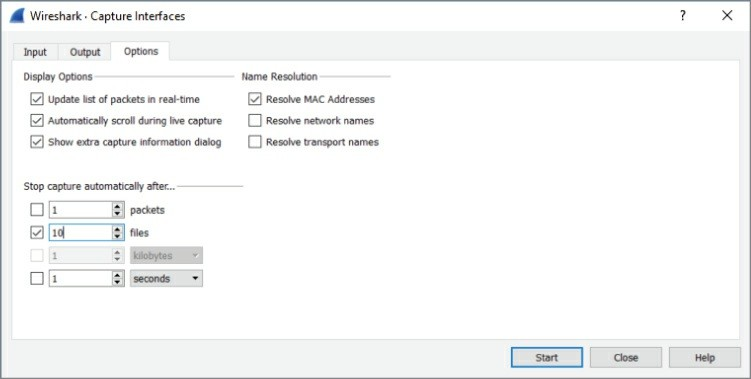 Wireshark · Capture Interfaces
?
Input Output Options
Display Options
Update list of packets in real-time
Automatically scroll during live capture
Show extra capture information dialog
Name Resolution
Resolve MAC Addresses
Resolve network names
Resolve transport names
Stop capture automatically after...
1 packets
10 files
1 kilobytes
1 seconds
Start Close Help